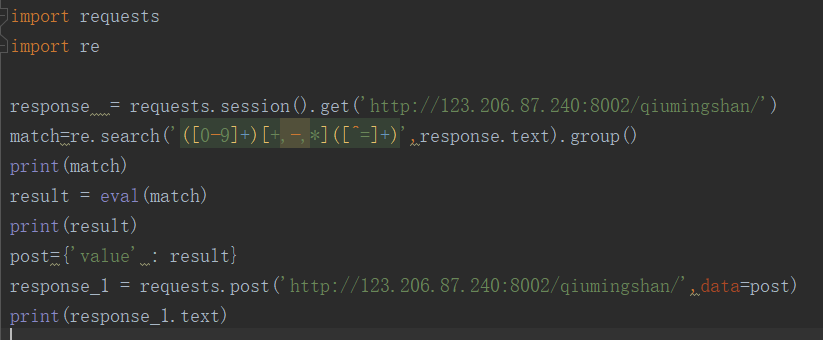 import requests
import re
response  = requests.session().get('http://123.206.87.240:8002/qiumingshan/')
match=re.search('([0-9]+)[+,-,*]([^=]+)',response.text).group()
print(match)
result = eval(match)
print(result)
post={'value' : result}
response_1 = requests.post('http://123.206.87.240:8002/qiumingshan/',data=post)
print(response_1.text)